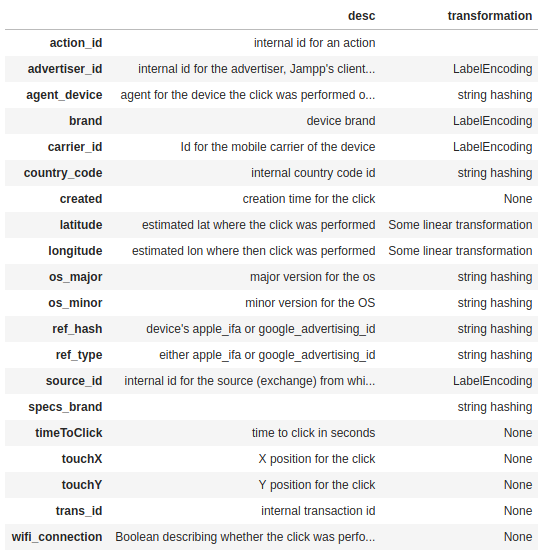 desc transformation
action_id internal id for an action
advertiser_id internal id for the advertiser, Jampp's client... LabelEncoding
agent_device agent for the device the click was performed o... string hashing
brand device brand LabelEncoding
carrier_id Id for the mobile carrier of the device LabelEncoding
country_code internal country code id string hashing
created creation time for the click None
latitude estimated lat where the click was performed Some linear transformation
longitude estimated lon where then click was performed Some linear transformation
os_major major version for the os string hashing
os_minor minor version for the OS string hashing
ref_hash device's apple_ifa or google_advertising_id string hashing
ref_type either apple_ifa or google_advertising_id string hashing
source_id internal id for the source (exchange) from whi... LabelEncoding
specs_brand string hashing
timeToClick time to click in seconds None
touchX X position for the click None
touchY Y position for the click None
trans_id internal transaction id None
wifi_connection Boolean describing whether the click was perfo... None